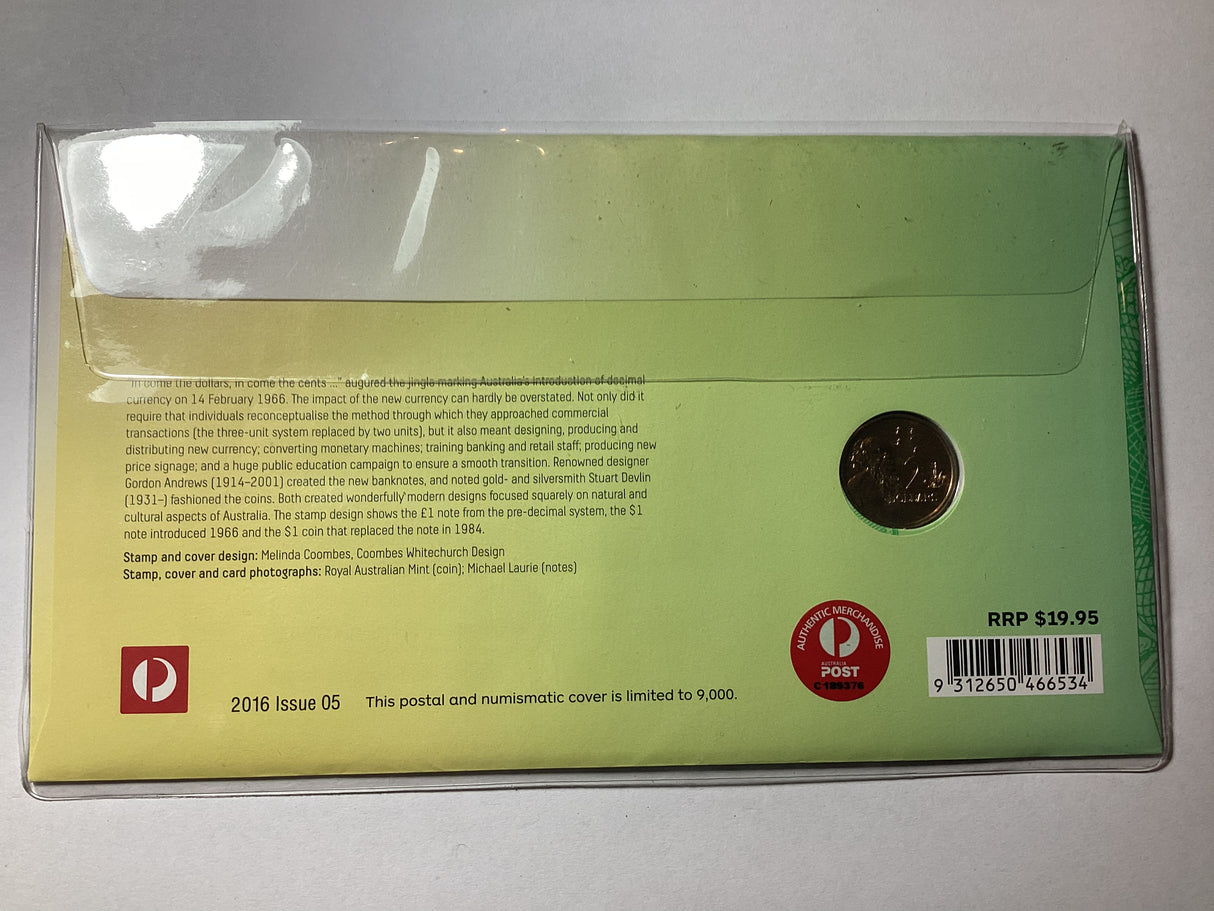 "In come the dollars, in come the cents ..." augured the jingle marking Australia's introduction of decimal
currency on 14 February 1966. The impact of the new currency can hardly be overstated. Not only did it
require that individuals reconceptualise the method through which they approached commercial
transactions (the three-unit system replaced by two units), but it also meant designing, producing and
distributing new currency; converting monetary machines; training banking and retail staff; producing new
price signage; and a huge public education campaign to ensure a smooth transition. Renowned designer
Gordon Andrews (1914–2001) created the new banknotes, and noted gold- and silversmith Stuart Devlin
(1931–) fashioned the coins. Both created wonderfully modern designs focused squarely on natural and
cultural aspects of Australia. The stamp design shows the £1 note from the pre-decimal system, the $1
note introduced 1966 and the $1 coin that replaced the note in 1984.
Stamp and cover design: Melinda Coombes, Coombes Whitechurch Design
Stamp, cover and card photographs: Royal Australian Mint (coin); Michael Laurie (notes)
2
DOLLARS
AUTHENTIC MERCHANDISE
AUSTRALIA
POST
C189376
RRP $19.95
9 312650 466534
2016 Issue 05
This postal and numismatic cover is limited to 9,000.